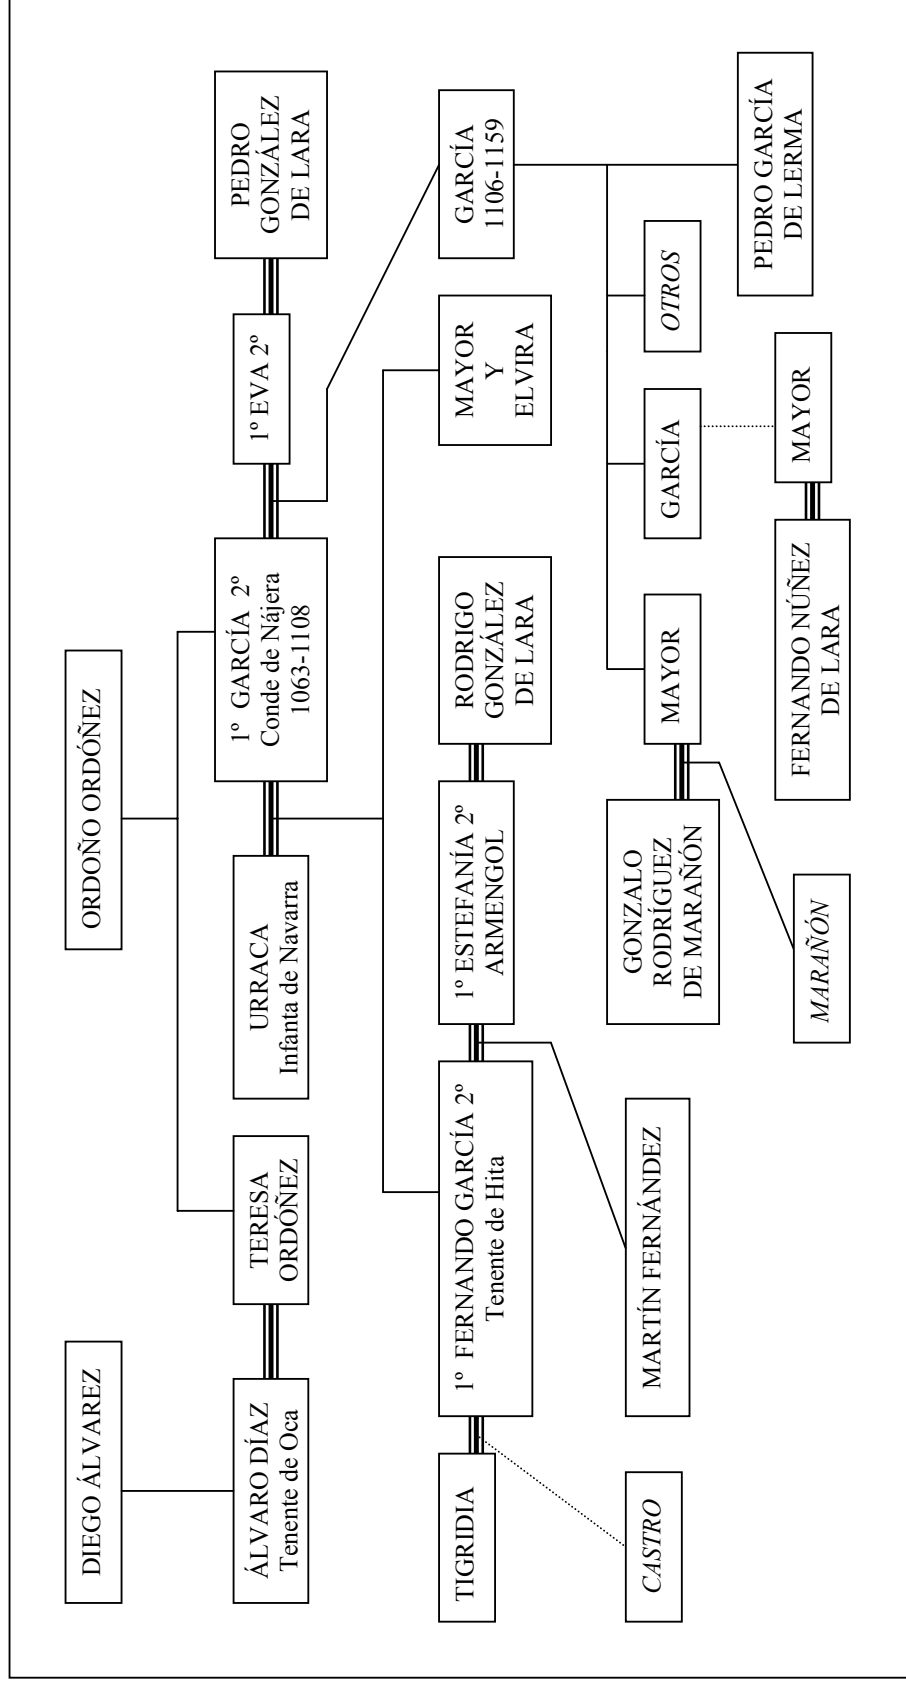 DIEGO ÁLVAREZ
ORDOÑO ORDÓÑEZ
ÁLVARO DÍAZ
Tenente de Oca
TERESA
ORDÓÑEZ
URRACA
Infanta de Navarra
1º GARCÍA 2º
Conde de Nájera
1063-1108
1º EVA 2º
PEDRO
GONZÁLEZ
DE LARA
TIGRIDIA
1º FERNANDO GARCÍA 2º
Tenente de Hita
1º ESTEFANÍA 2º
ARMENGOL
RODRIGO
GONZÁLEZ
DE LARA
MAYOR
Y
ELVIRA
GARCÍA
1106-1159
CASTRO
MARTÍN FERNÁNDEZ
GONZALO
RODRÍGUEZ
DE MARAÑÓN
MAYOR
GARCÍA
OTROS
PEDRO GARCÍA
DE LERMA
MARAÑÓN
FERNANDO NÚÑEZ
DE LARA
MAYOR